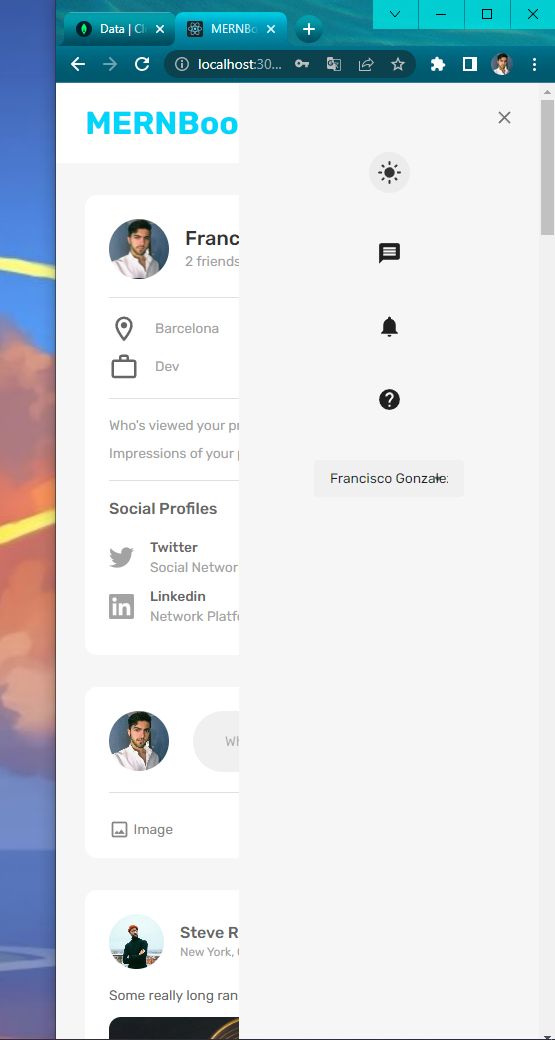 Data | Cl
MERNBo
localhost:30...
MERNBoo
Franc
2 friends
Barcelona
Dev
Who's viewed your pr
Impressions of your p
Social Profiles
Twitter
Social Networ
Linkedin
Network Platfo
Wh
Image
Steve R
New York, C
Some really long ran
Francisco Gonzalez